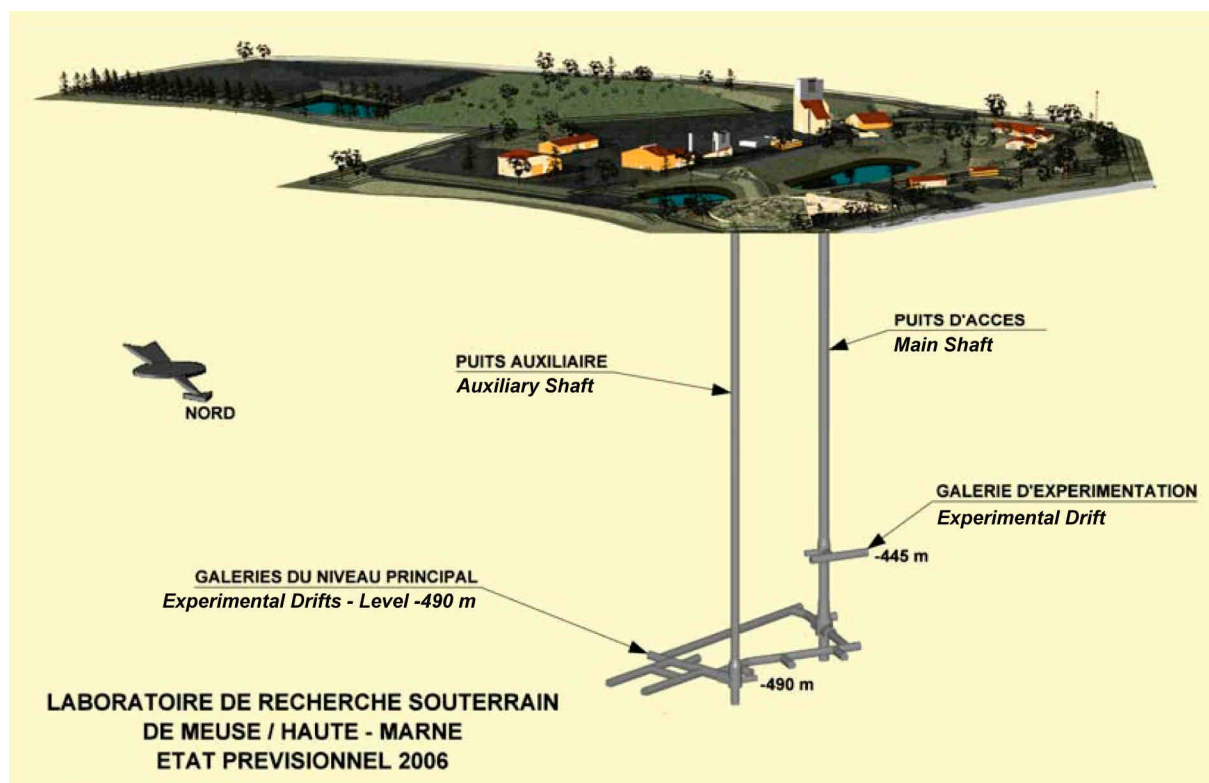 PUITS D'ACCES
Main Shaft
PUITS AUXILIAIRE
Auxiliary Shaft
NORD
GALERIE D'EXPERIMENTATION
Experimental Drift
-445 m
GALERIES DU NIVEAU PRINCIPAL
Experimental Drifts - Level -490 m
-490 m
LABORATOIRE DE RECHERCHE SOUTERRAIN
DE MEUSE / HAUTE - MARNE
ETAT PREVISIONNEL 2006